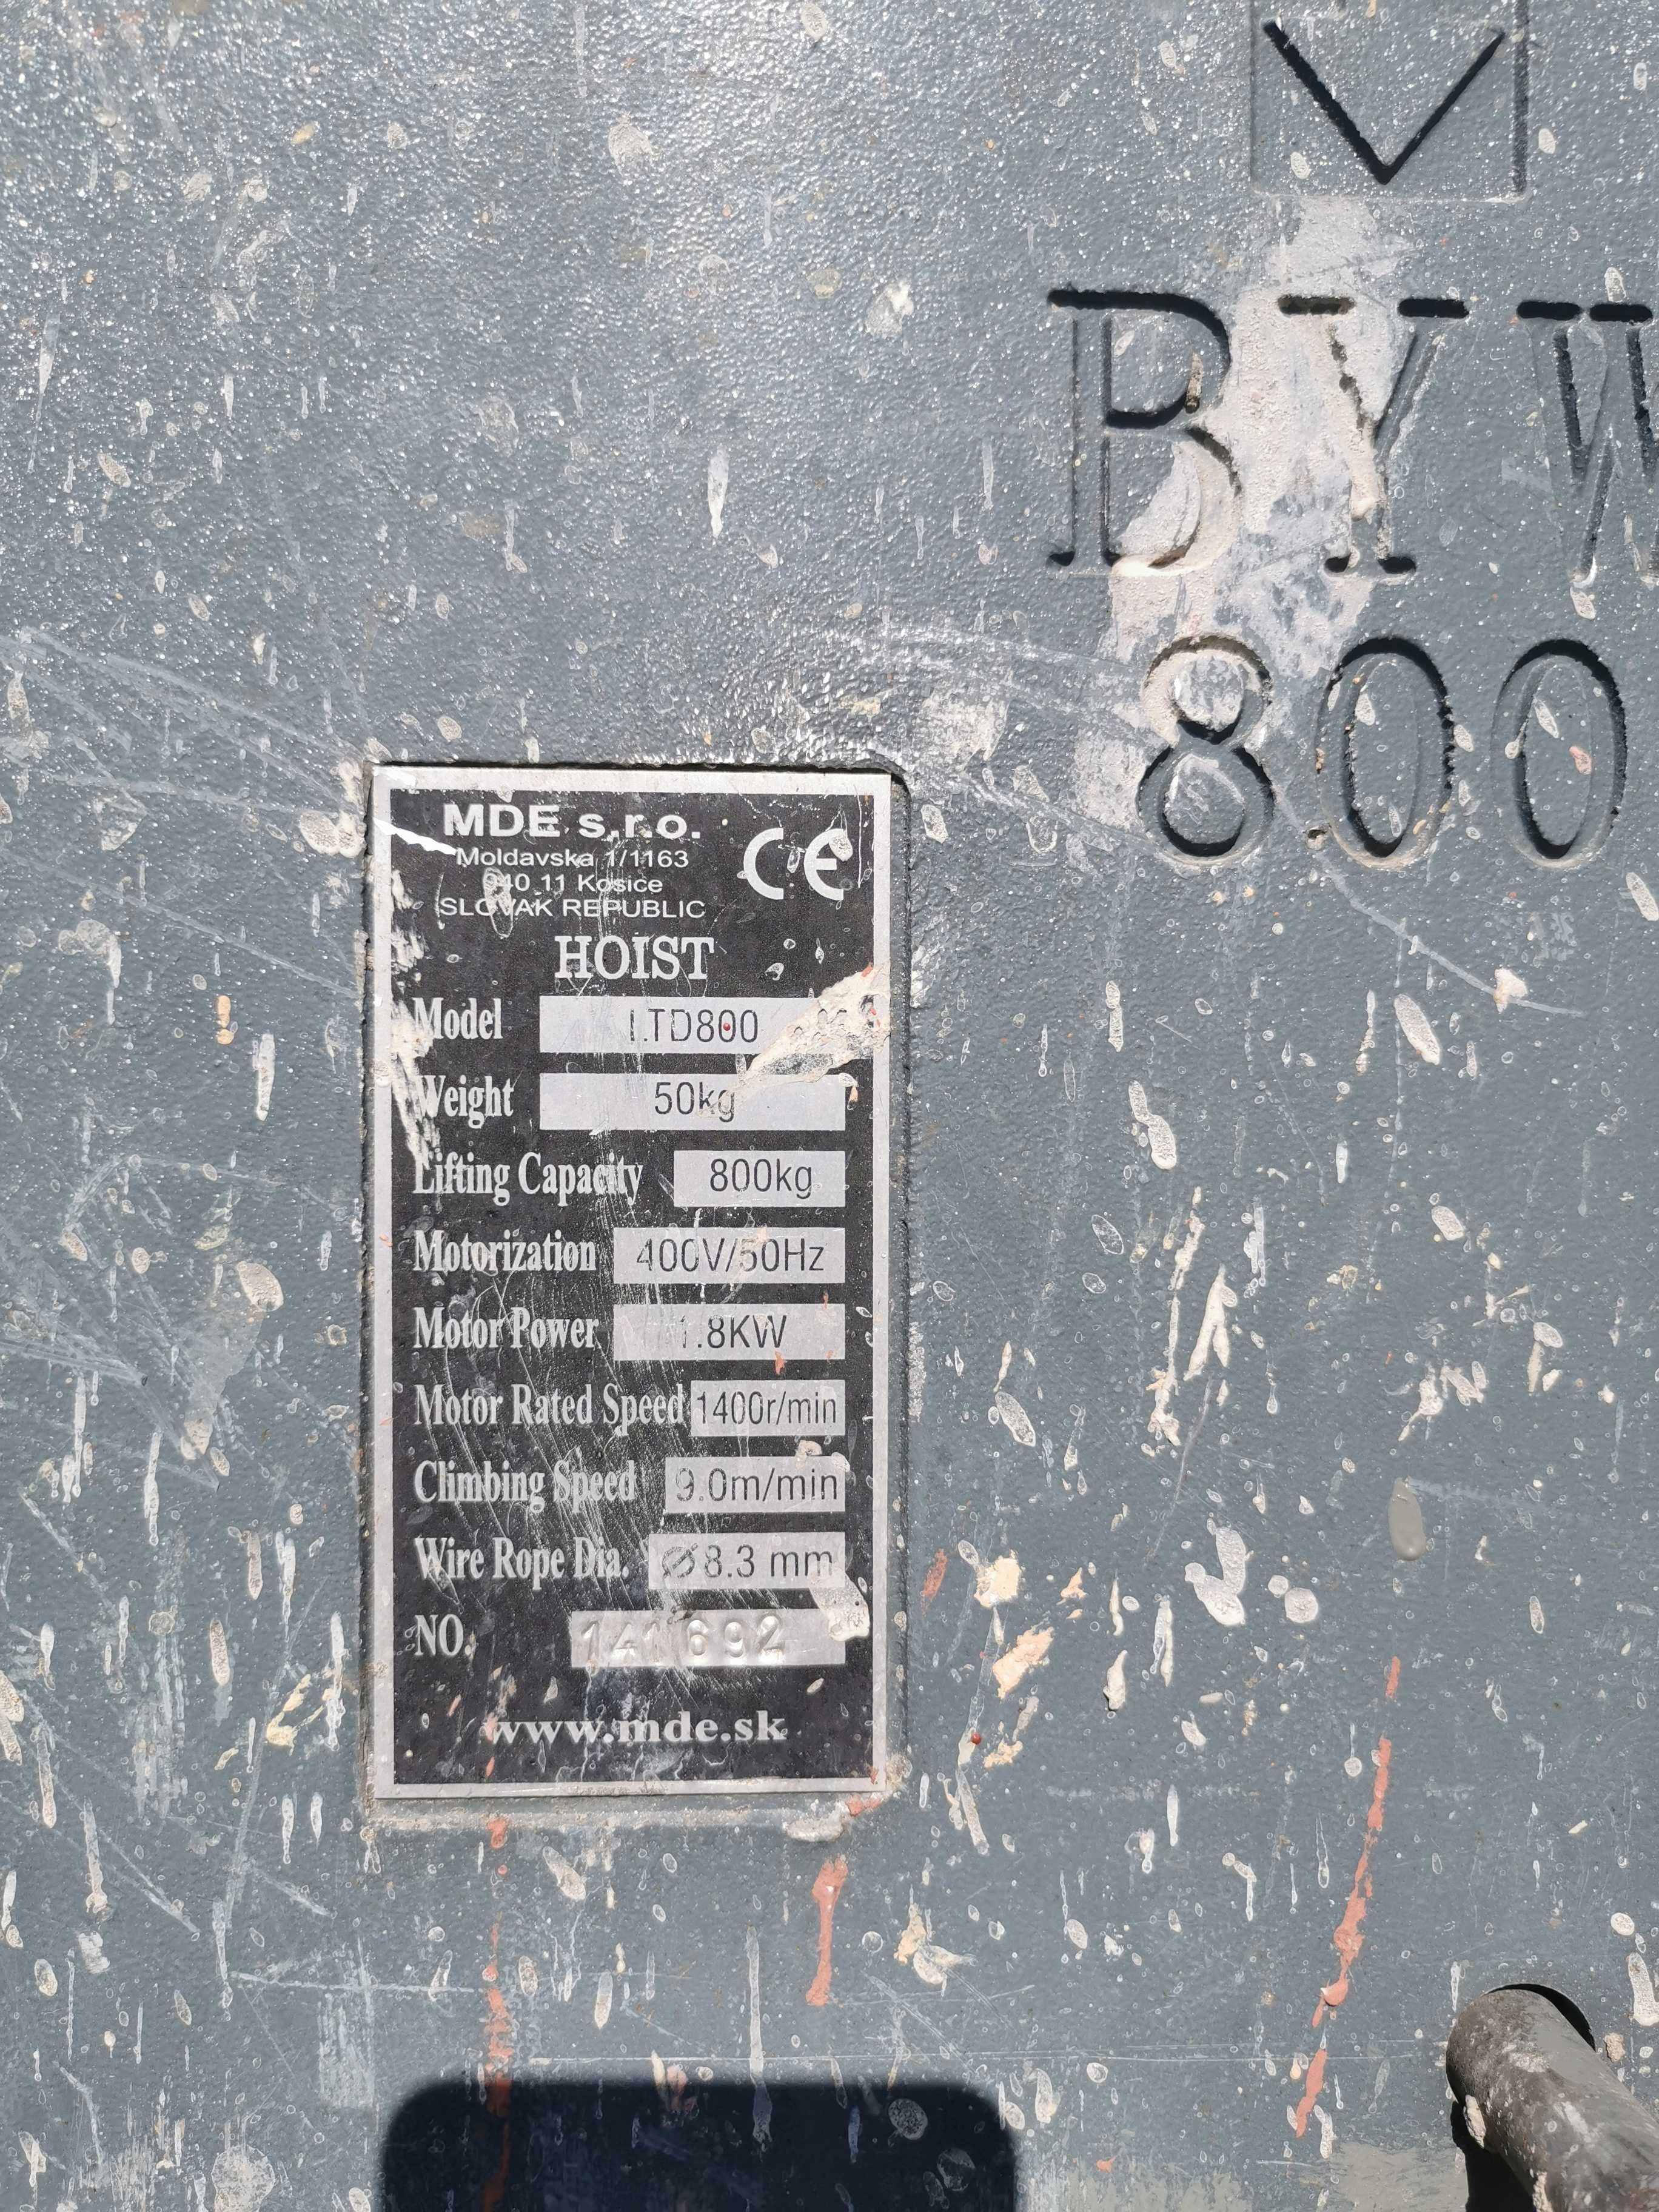 BYW
800
MDE s.r.o.
Moldavska 1/1163
040 11 Kosice
SLOVAK REPUBLIC
CE
HOIST
Model LTD800
Weight 50kg
Lifting Capacity 800kg
Motorization 400V/50Hz
Motor Power 1.8KW
Motor Rated Speed 1400r/min
Climbing Speed 9.0m/min
Wire Rope Dia. Ø8.3 mm
NO. 141692
www.mde.sk